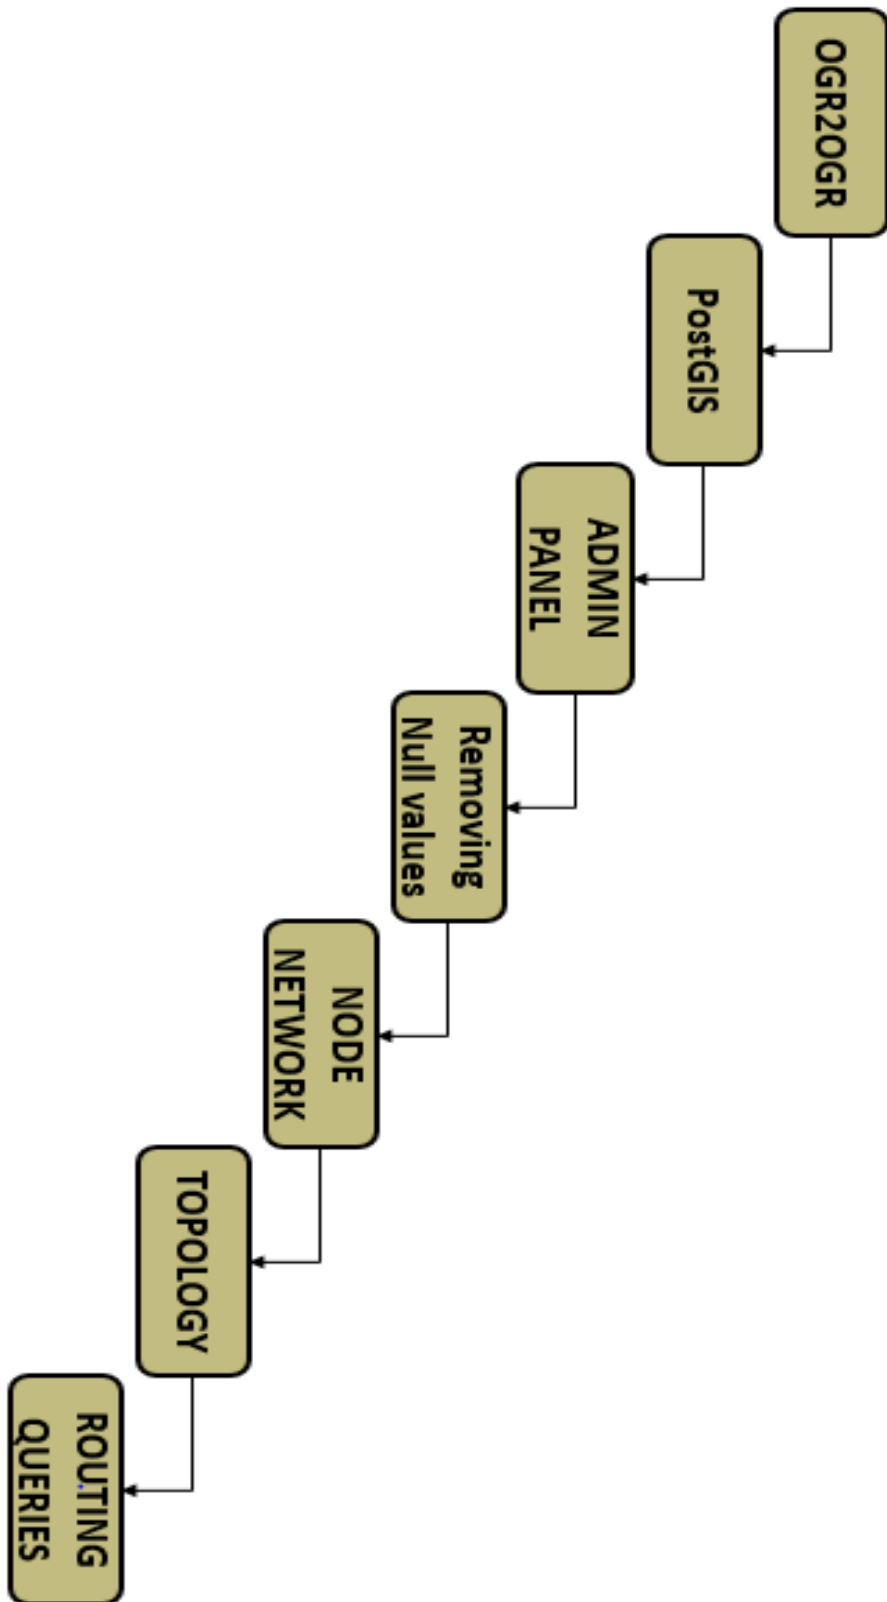 OGR2OGR
PostGIS
ADMIN
PANEL
Removing
Null values
NODE
NETWORK
TOPOLOGY
ROUTING
QUERIES